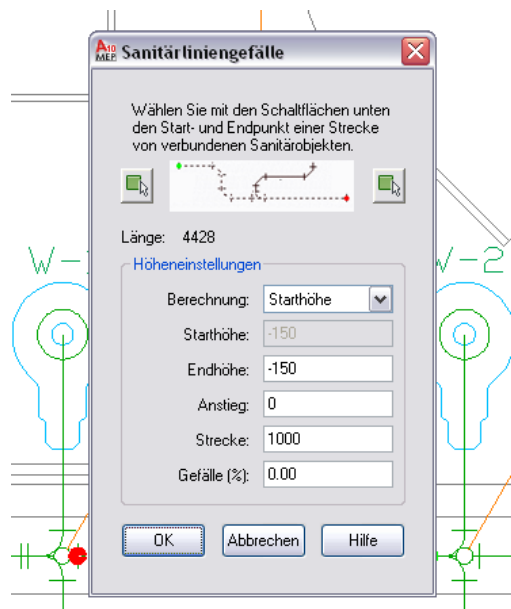 A10 MEP Sanitärliniengefälle
Wählen Sie mit den Schaltflächen unten
den Start- und Endpunkt einer Strecke
von verbundenen Sanitärobjekten.
Länge: 4428
W-
W-2
Höheneinstellungen
Berechnung: Starthöhe
Starthöhe: -150
Endhöhe: -150
Anstieg: 0
Strecke: 1000
Gefälle (%): 0.00
OK Abbrechen Hilfe